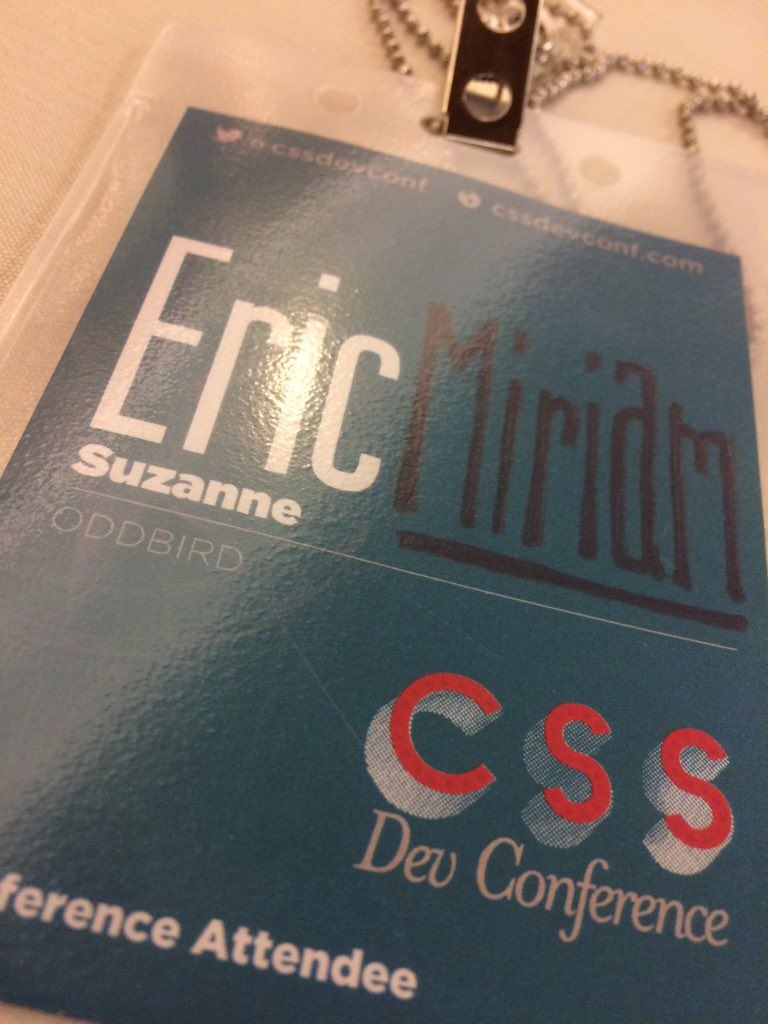 @cssdevconf cssdevconf.com
Eric Miriam
Suzanne
ODDBIRD
CSS
Dev Conference
ference Attendee